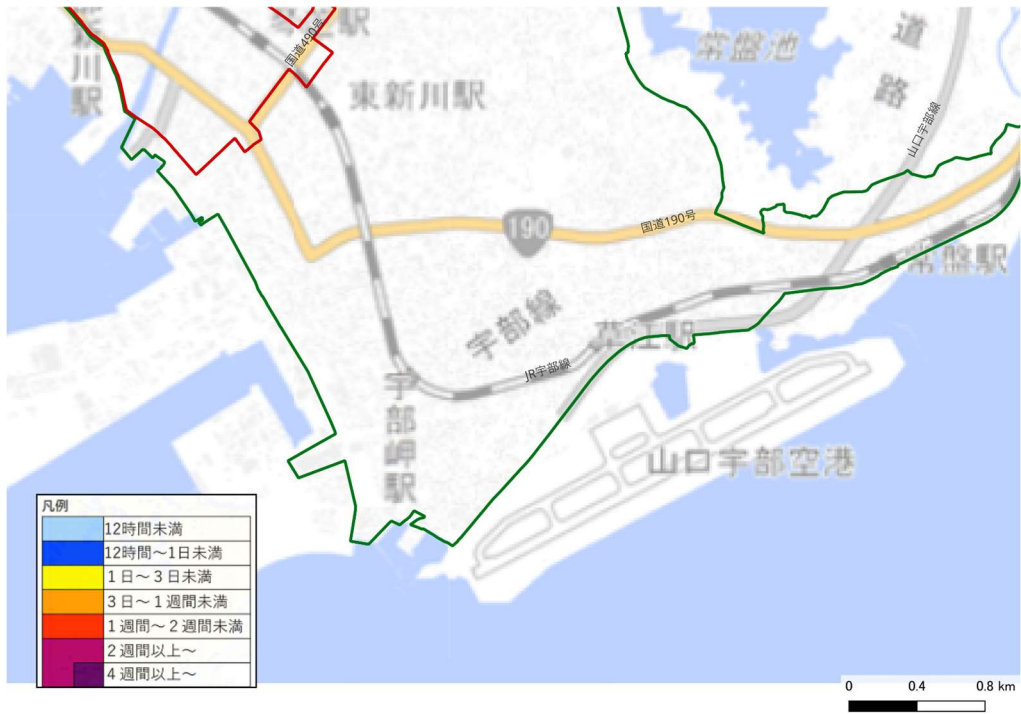 国道490号
新川駅
東新川駅
常盤池
道路
山口宇部線
190
国道190号
常盤駅
宇部線
草江駅
JR宇部線
宇部岬駅
山口宇部空港
凡例
12時間未満
12時間～1日未満
1日～3日未満
3日～1週間未満
1週間～2週間未満
2週間以上～
4週間以上～
0 0.4 0.8 km